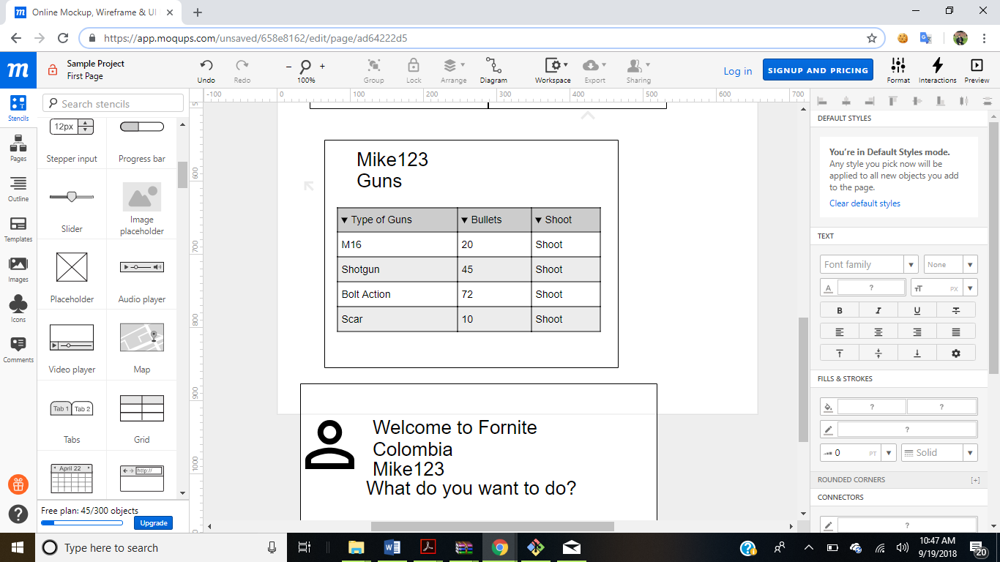 Online Mockup, Wireframe & UI
https://app.moqups.com/unsaved/658e8162/edit/page/ad64222d5
m
Sample Project
First Page
Undo
Redo
− 100% +
Group
Lock
Arrange
Diagram
Workspace
Export
Sharing
Log in
SIGNUP AND PRICING
Format
Interactions
Preview
Stencils
Pages
Outline
Templates
Images
Icons
Comments
Search stencils
12px
Stepper input
Progress bar
Slider
Image
placeholder
Placeholder
Audio player
Video player
Map
Tab 1 Tab 2
Tabs
Grid
April 22
http://
Free plan: 45/300 objects
Upgrade
-100 0 100 200 300 400 500 600 700
600
700
800
900
1000
Mike123
Guns
Type of Guns Bullets Shoot
M16 20 Shoot
Shotgun 45 Shoot
Bolt Action 72 Shoot
Scar 10 Shoot
Welcome to Fornite
Colombia
Mike123
What do you want to do?
DEFAULT STYLES
You're in Default Styles mode.
Any style you pick now will be
applied to all new objects you add
to the page.
Clear default styles
TEXT
Font family None
A ? TT PX
B I U T
FILLS & STROKES
? ?
?
0 PT Solid
ROUNDED CORNERS [+]
CONNECTORS
?
Type here to search
10:47 AM
9/19/2018
20